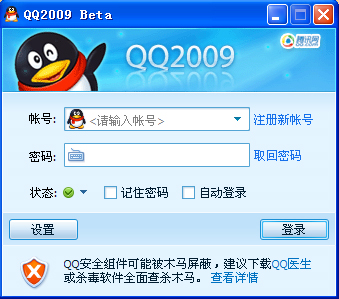 QQ2009 Beta
腾讯网
QQ2009
帐号: <请输入帐号> 注册新帐号
密码: 取回密码
状态: 记住密码 自动登录
设置 登录
QQ安全组件可能被木马屏蔽，建议下载QQ医生
或杀毒软件全面查杀木马。 查看详情